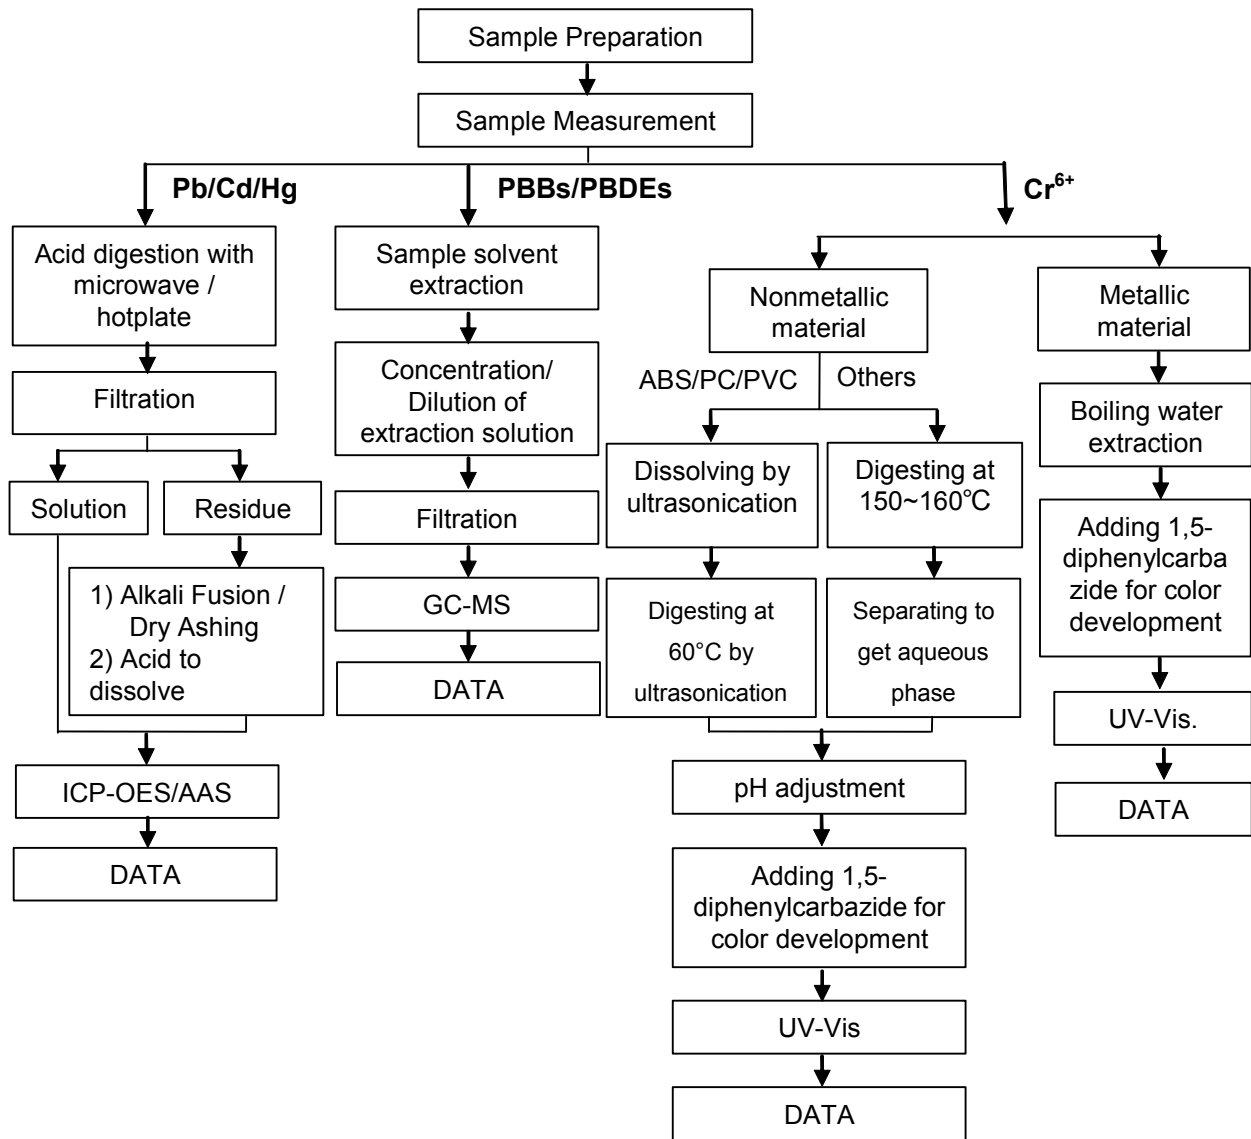 Sample Preparation
Sample Measurement
Pb/Cd/Hg
PBBs/PBDEs
Cr6+
Acid digestion with
microwave /
hotplate
Filtration
Solution
Residue
1) Alkali Fusion /
Dry Ashing
2) Acid to
dissolve
ICP-OES/AAS
DATA
Sample solvent
extraction
Concentration/
Dilution of
extraction solution
Filtration
GC-MS
DATA
Nonmetallic
material
ABS/PC/PVC
Others
Dissolving by
ultrasonication
Digesting at
60°C by
ultrasonication
Digesting at
150~160℃
Separating to
get aqueous
phase
pH adjustment
Adding 1,5-
diphenylcarbazide for
color development
UV-Vis
DATA
Metallic
material
Boiling water
extraction
Adding 1,5-
diphenylcarba
zide for color
development
UV-Vis.
DATA